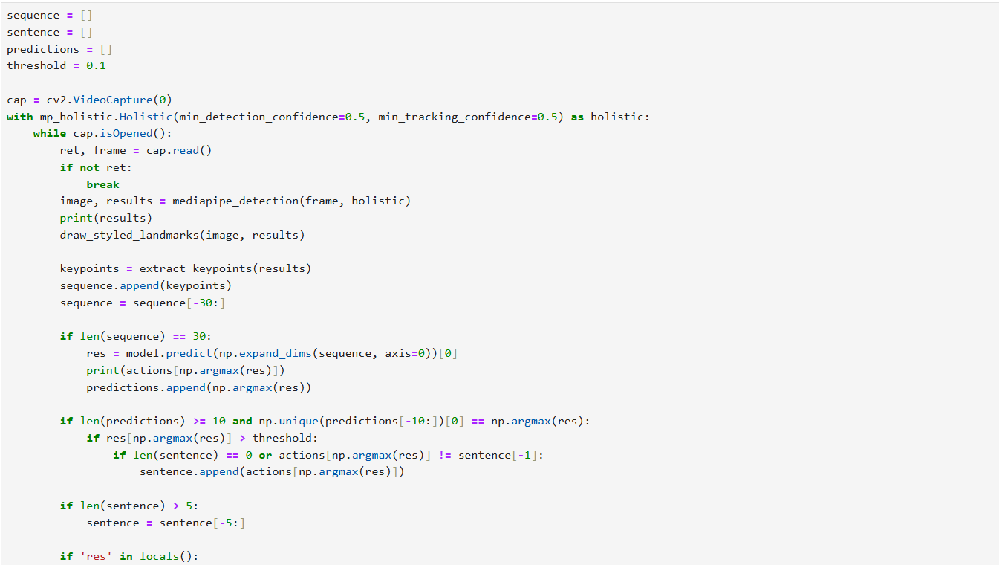 sequence = []
sentence = []
predictions = []
threshold = 0.1

cap = cv2.VideoCapture(0)
with mp_holistic.Holistic(min_detection_confidence=0.5, min_tracking_confidence=0.5) as holistic:
    while cap.isOpened():
        ret, frame = cap.read()
        if not ret:
            break
        image, results = mediapipe_detection(frame, holistic)
        print(results)
        draw_styled_landmarks(image, results)

        keypoints = extract_keypoints(results)
        sequence.append(keypoints)
        sequence = sequence[-30:]

        if len(sequence) == 30:
            res = model.predict(np.expand_dims(sequence, axis=0))[0]
            print(actions[np.argmax(res)])
            predictions.append(np.argmax(res))

        if len(predictions) >= 10 and np.unique(predictions[-10:])[0] == np.argmax(res):
            if res[np.argmax(res)] > threshold:
                if len(sentence) == 0 or actions[np.argmax(res)] != sentence[-1]:
                    sentence.append(actions[np.argmax(res)])

        if len(sentence) > 5:
            sentence = sentence[-5:]

        if 'res' in locals():